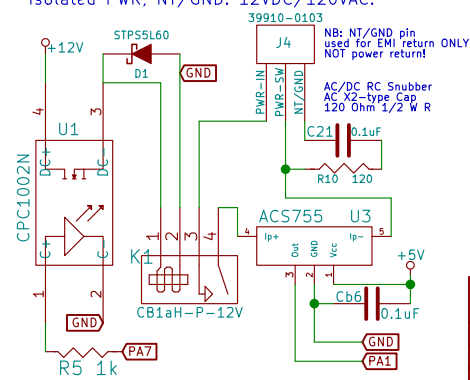 Isolated PWR, NT/GND: 12VDC/120VAC.
39910-0103
STPS5L60
J4
NB: NT/GND pin
used for EMI return ONLY
NOT power return!
+12V
D1
GND
PWR-IN
PWR-SW
NT/GND
AC/DC RC Snubber
AC X2-type Cap
120 Ohm 1/2 W R
4
3
U1
C21
0.1uF
CPC1002N
DC+
DC-
R10
120
ACS755
U3
1
2
3
4
4
Ip+
Ip-
5
Out
GND
Vcc
C+
C-
K1
+5V
3
2
1
1
2
CB1aH-P-12V
Cb6
0.1uF
GND
GND
PA7
PA1
R5
1k